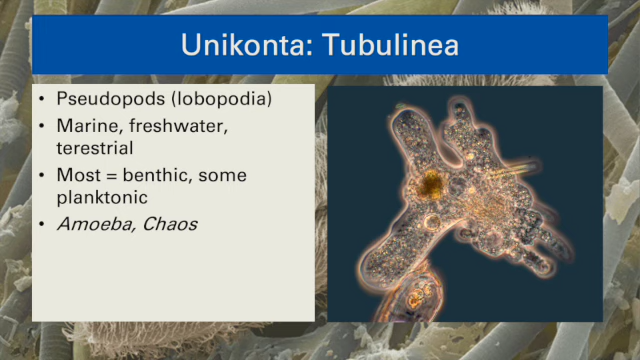 Unikonta: Tubulinea
• Pseudopods (lobopodia)
• Marine, freshwater,
terestrial
• Most = benthic, some
planktonic
• Amoeba, Chaos